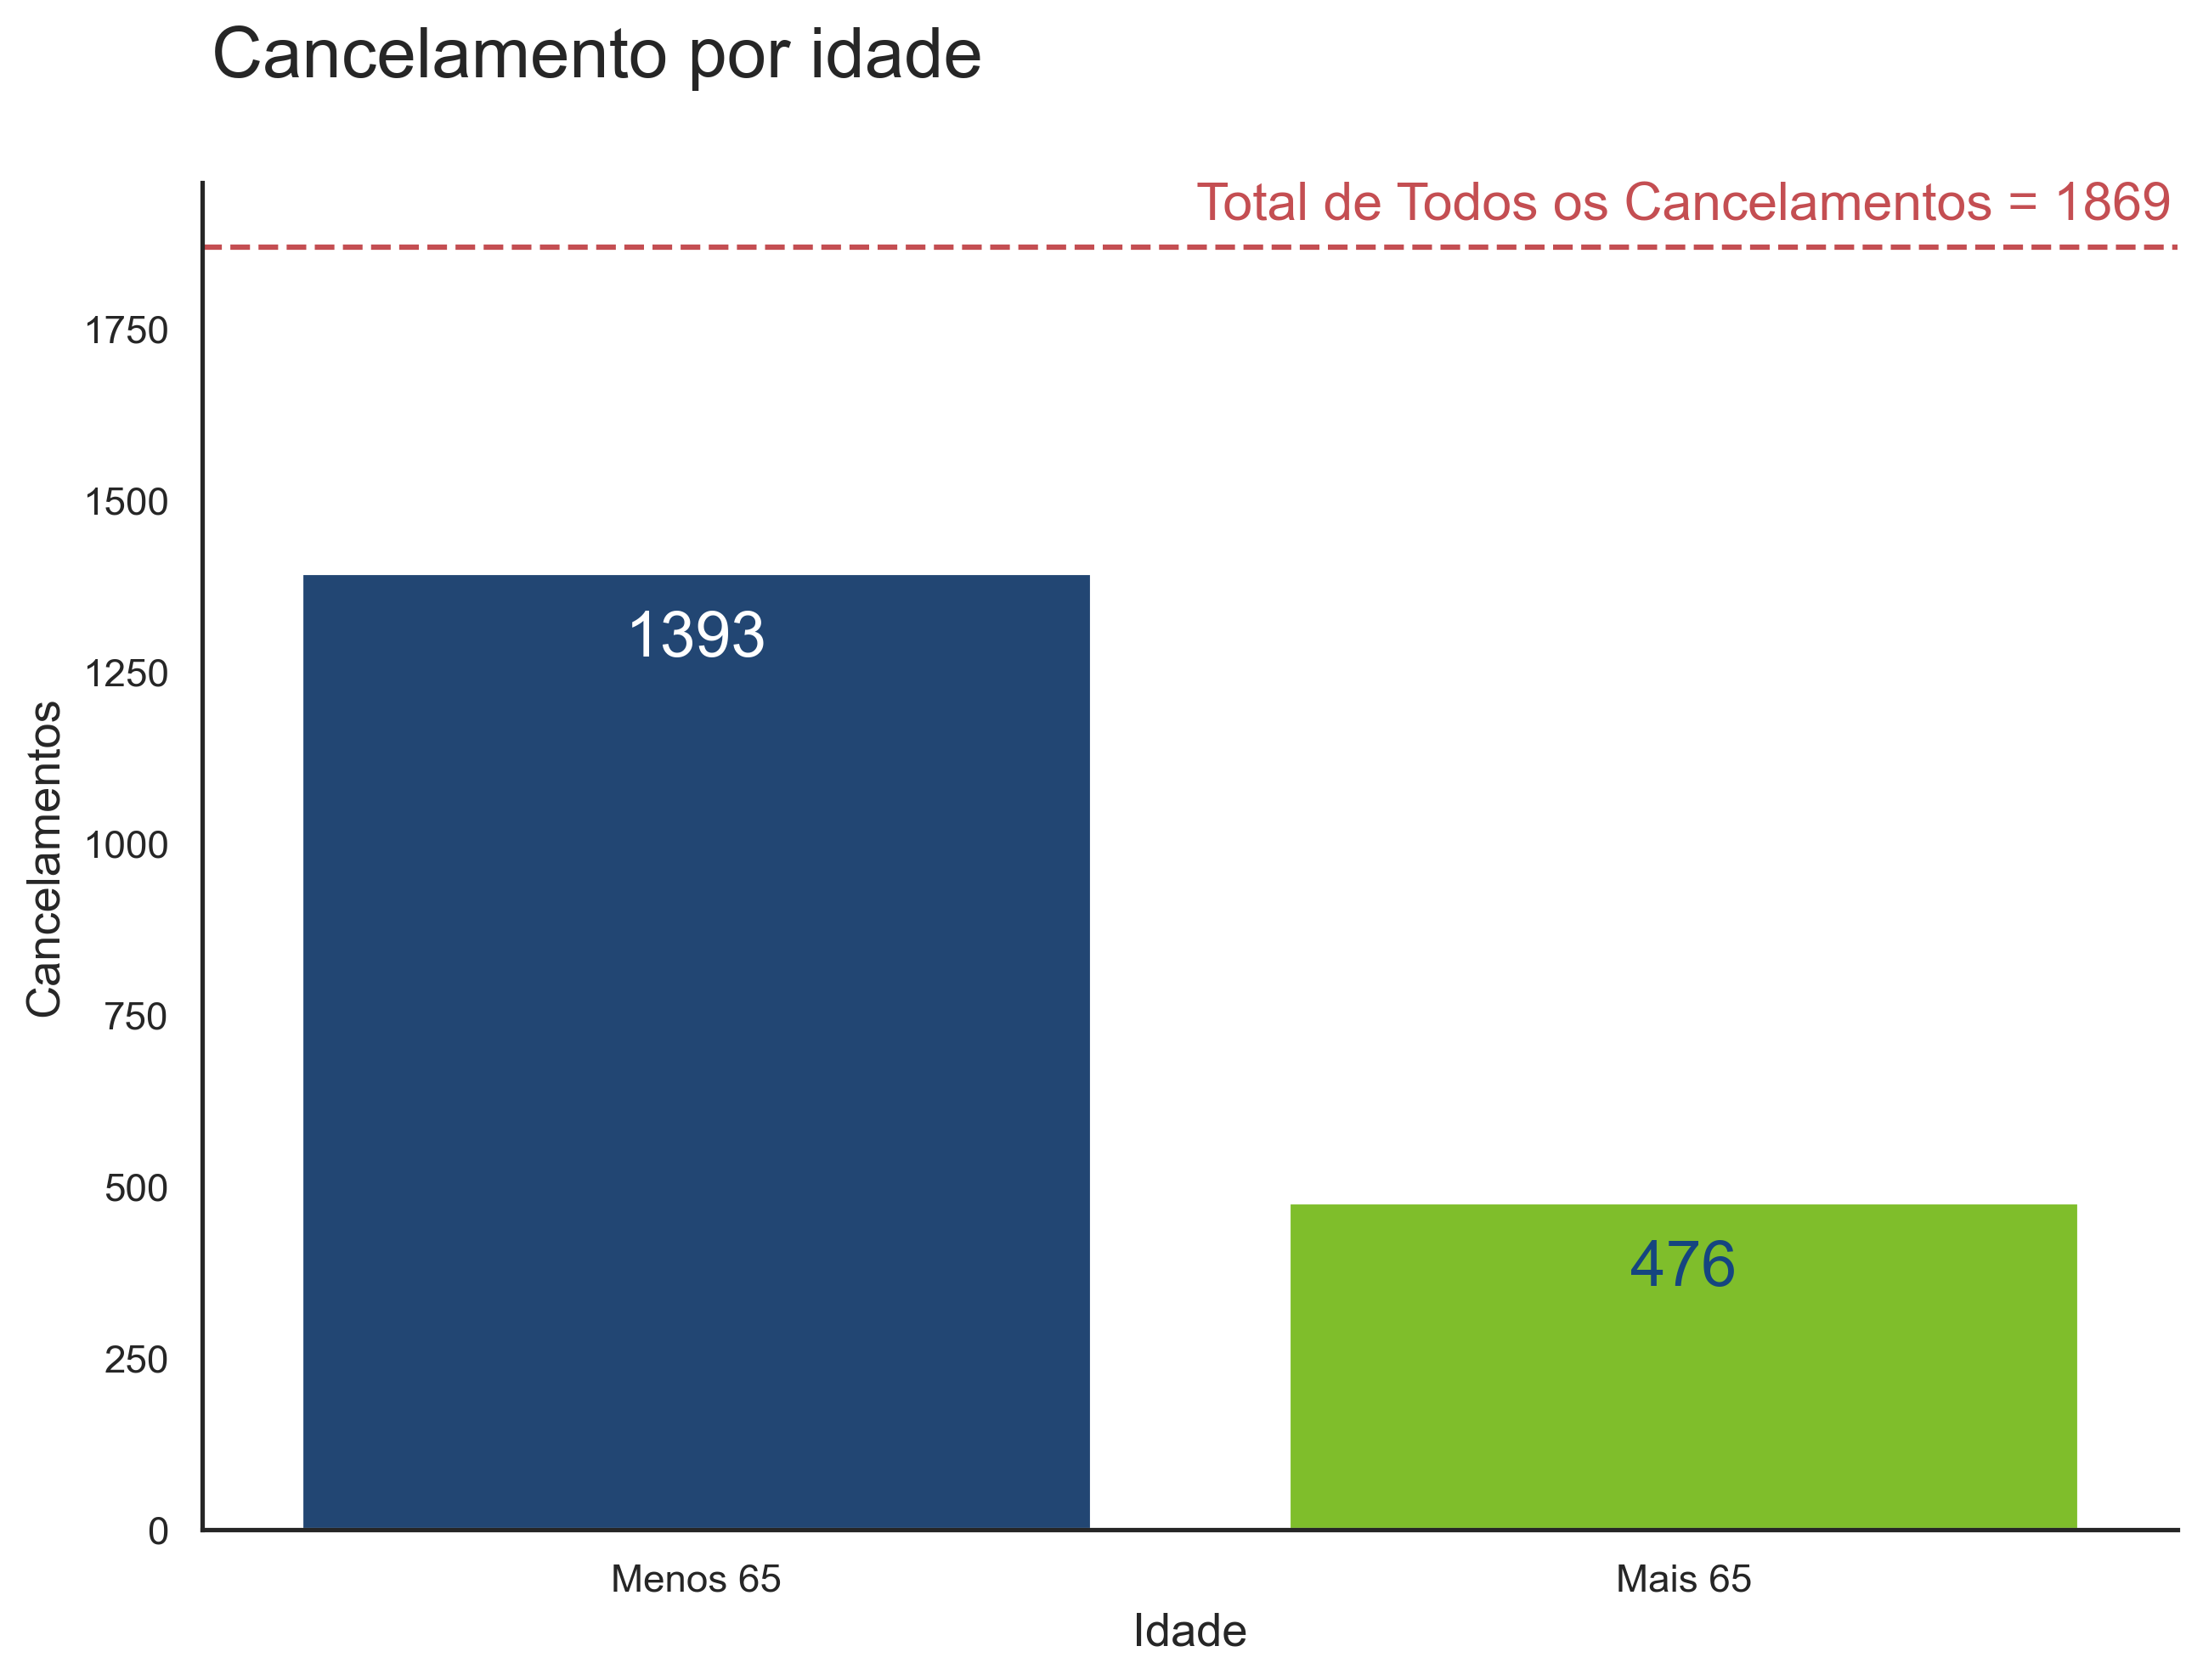 Cancelamento por idade
Total de Todos os Cancelamentos = 1869
1750
1500
1393
1250
1000
Cancelamentos
750
500
476
250
0
Menos 65
Mais 65
Idade